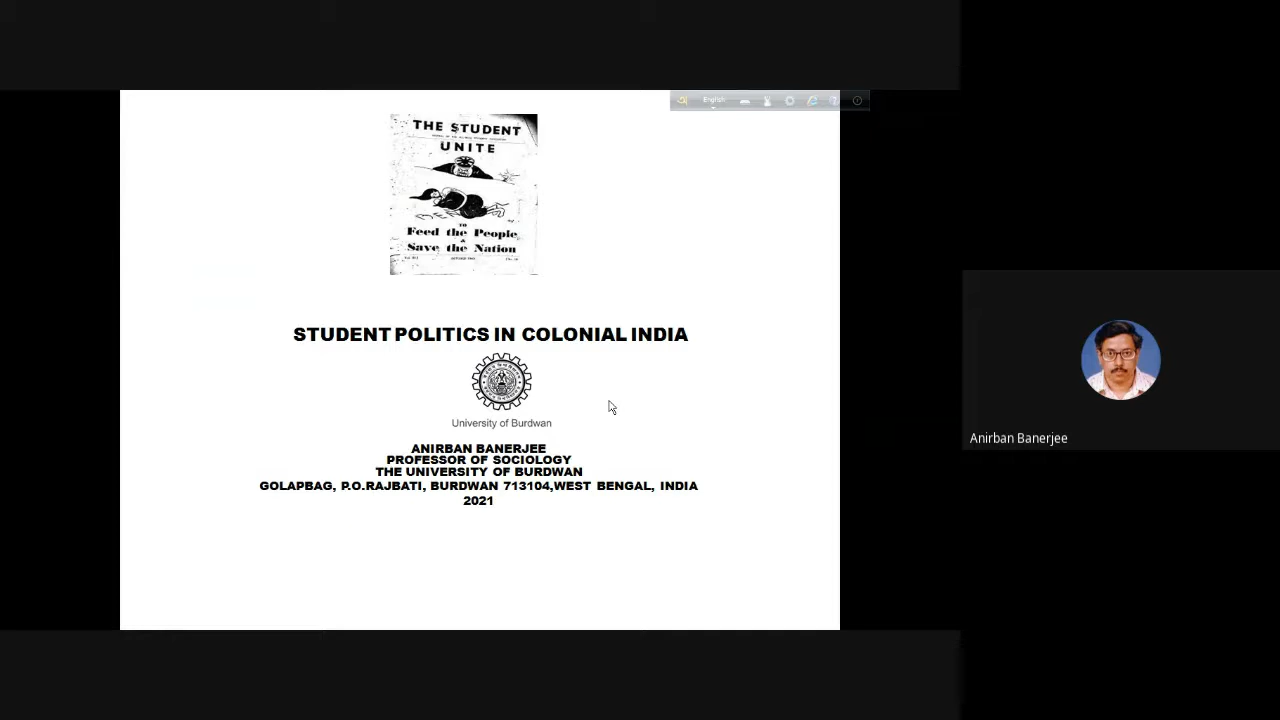 English
THE STUDENT
UNITE
TO
Feed the People
&
Save the Nation
STUDENT POLITICS IN COLONIAL INDIA
University of Burdwan
ANIRBAN BANERJEE
PROFESSOR OF SOCIOLOGY
THE UNIVERSITY OF BURDWAN
GOLAPBAG, P.O.RAJBATI, BURDWAN 713104,WEST BENGAL, INDIA
2021
Anirban Banerjee